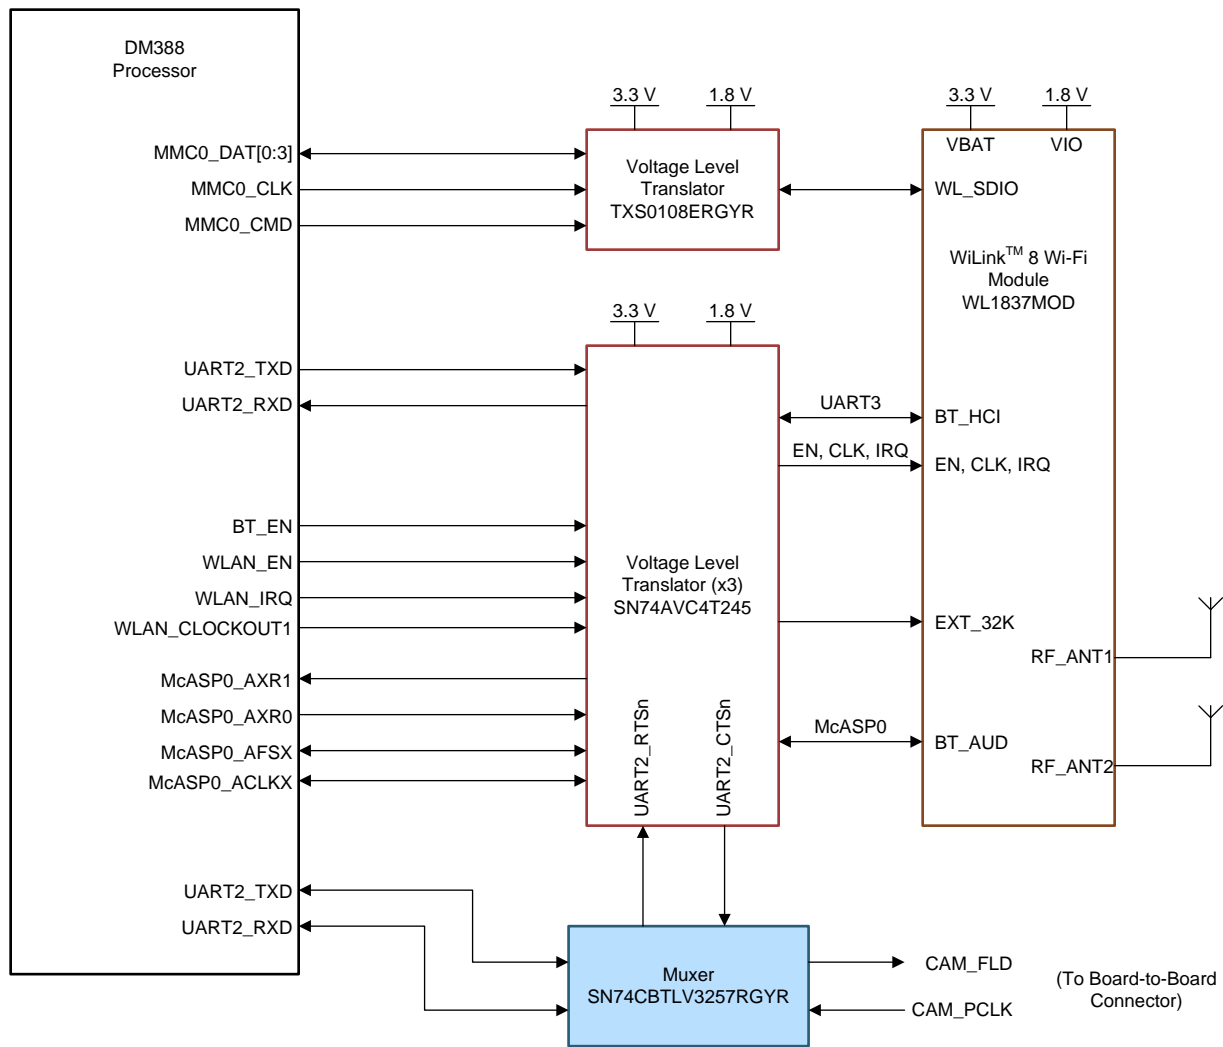 DM388
Processor
3.3 V
1.8 V
3.3 V
1.8 V
VBAT
VIO
MMC0_DAT[0:3]
MMC0_CLK
MMC0_CMD
Voltage Level
Translator
TXS0108ERGYR
WL_SDIO
WiLink™ 8 Wi-Fi
Module
WL1837MOD
3.3 V
1.8 V
UART2_TXD
UART2_RXD
UART3
BT_HCI
EN, CLK, IRQ
EN, CLK, IRQ
BT_EN
WLAN_EN
WLAN_IRQ
WLAN_CLOCKOUT1
Voltage Level
Translator (x3)
SN74AVC4T245
EXT_32K
RF_ANT1
McASP0_AXR1
McASP0_AXR0
McASP0_AFSX
McASP0_ACLKX
UART2_RTSn
UART2_CTSn
McASP0
BT_AUD
RF_ANT2
UART2_TXD
UART2_RXD
Muxer
SN74CBTLV3257RGYR
CAM_FLD
CAM_PCLK
(To Board-to-Board
Connector)